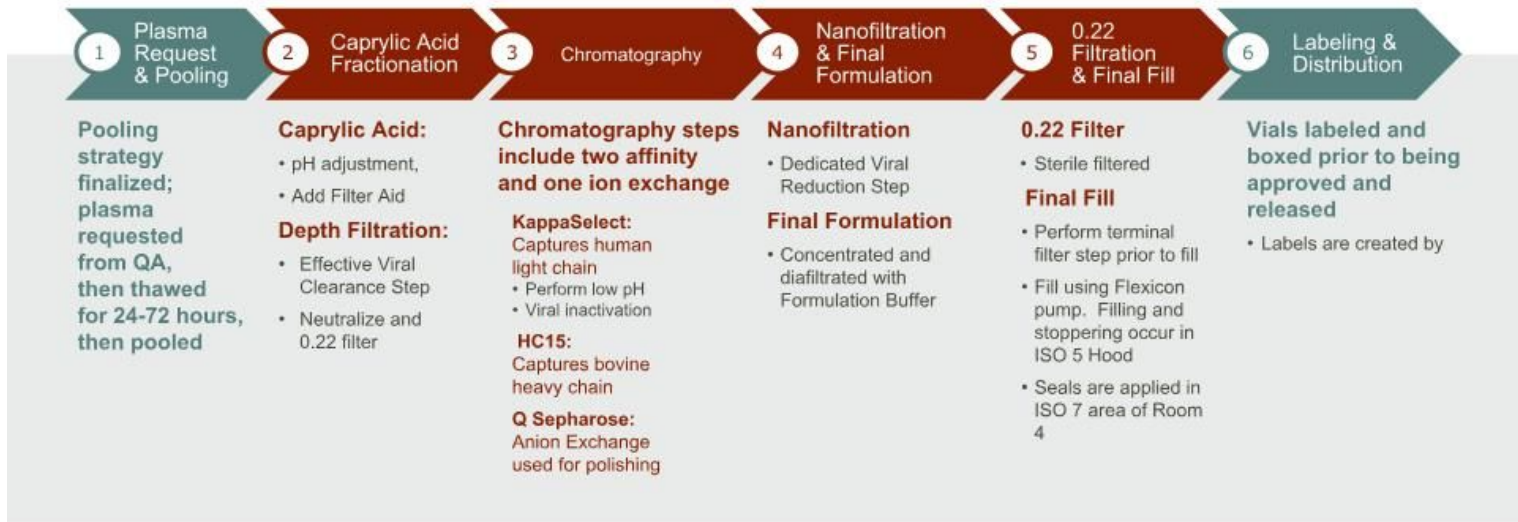 1
Plasma
Request
& Pooling
2
Caprylic Acid
Fractionation
3
Chromatography
4
Nanofiltration
& Final
Formulation
5
0.22
Filtration
& Final Fill
6
Labeling &
Distribution
Pooling
strategy
finalized;
plasma
requested
from QA,
then thawed
for 24-72 hours,
then pooled
Caprylic Acid:
• pH adjustment,
• Add Filter Aid
Depth Filtration:
• Effective Viral
Clearance Step
• Neutralize and
0.22 filter
Chromatography steps
include two affinity
and one ion exchange
KappaSelect:
Captures human
light chain
• Perform low pH
• Viral inactivation
HC15:
Captures bovine
heavy chain
Q Sepharose:
Anion Exchange
used for polishing
Nanofiltration
• Dedicated Viral
Reduction Step
Final Formulation
• Concentrated and
diafiltrated with
Formulation Buffer
0.22 Filter
• Sterile filtered
Final Fill
• Perform terminal
filter step prior to fill
• Fill using Flexicon
pump. Filling and
stoppering occur in
ISO 5 Hood
• Seals are applied in
ISO 7 area of Room
4
Vials labeled and
boxed prior to being
approved and
released
• Labels are created by